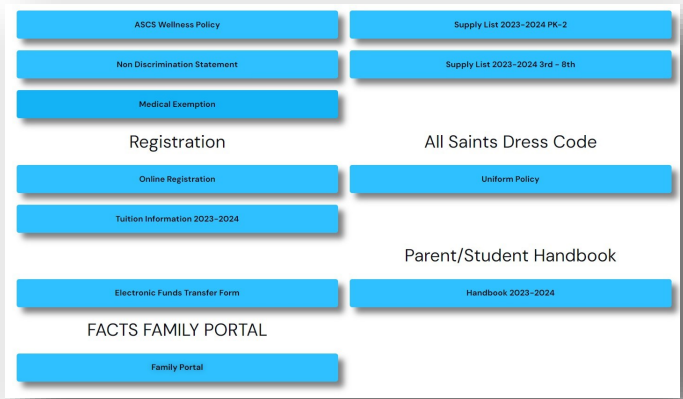 ASCS Wellness Policy
Supply List 2023-2024 PK-2
Non Discrimination Statement
Supply List 2023-2024 3rd - 8th
Medical Exemption
Registration
All Saints Dress Code
Online Registration
Uniform Policy
Tuition Information 2023-2024
Parent/Student Handbook
Electronic Funds Transfer Form
Handbook 2023-2024
FACTS FAMILY PORTAL
Family Portal